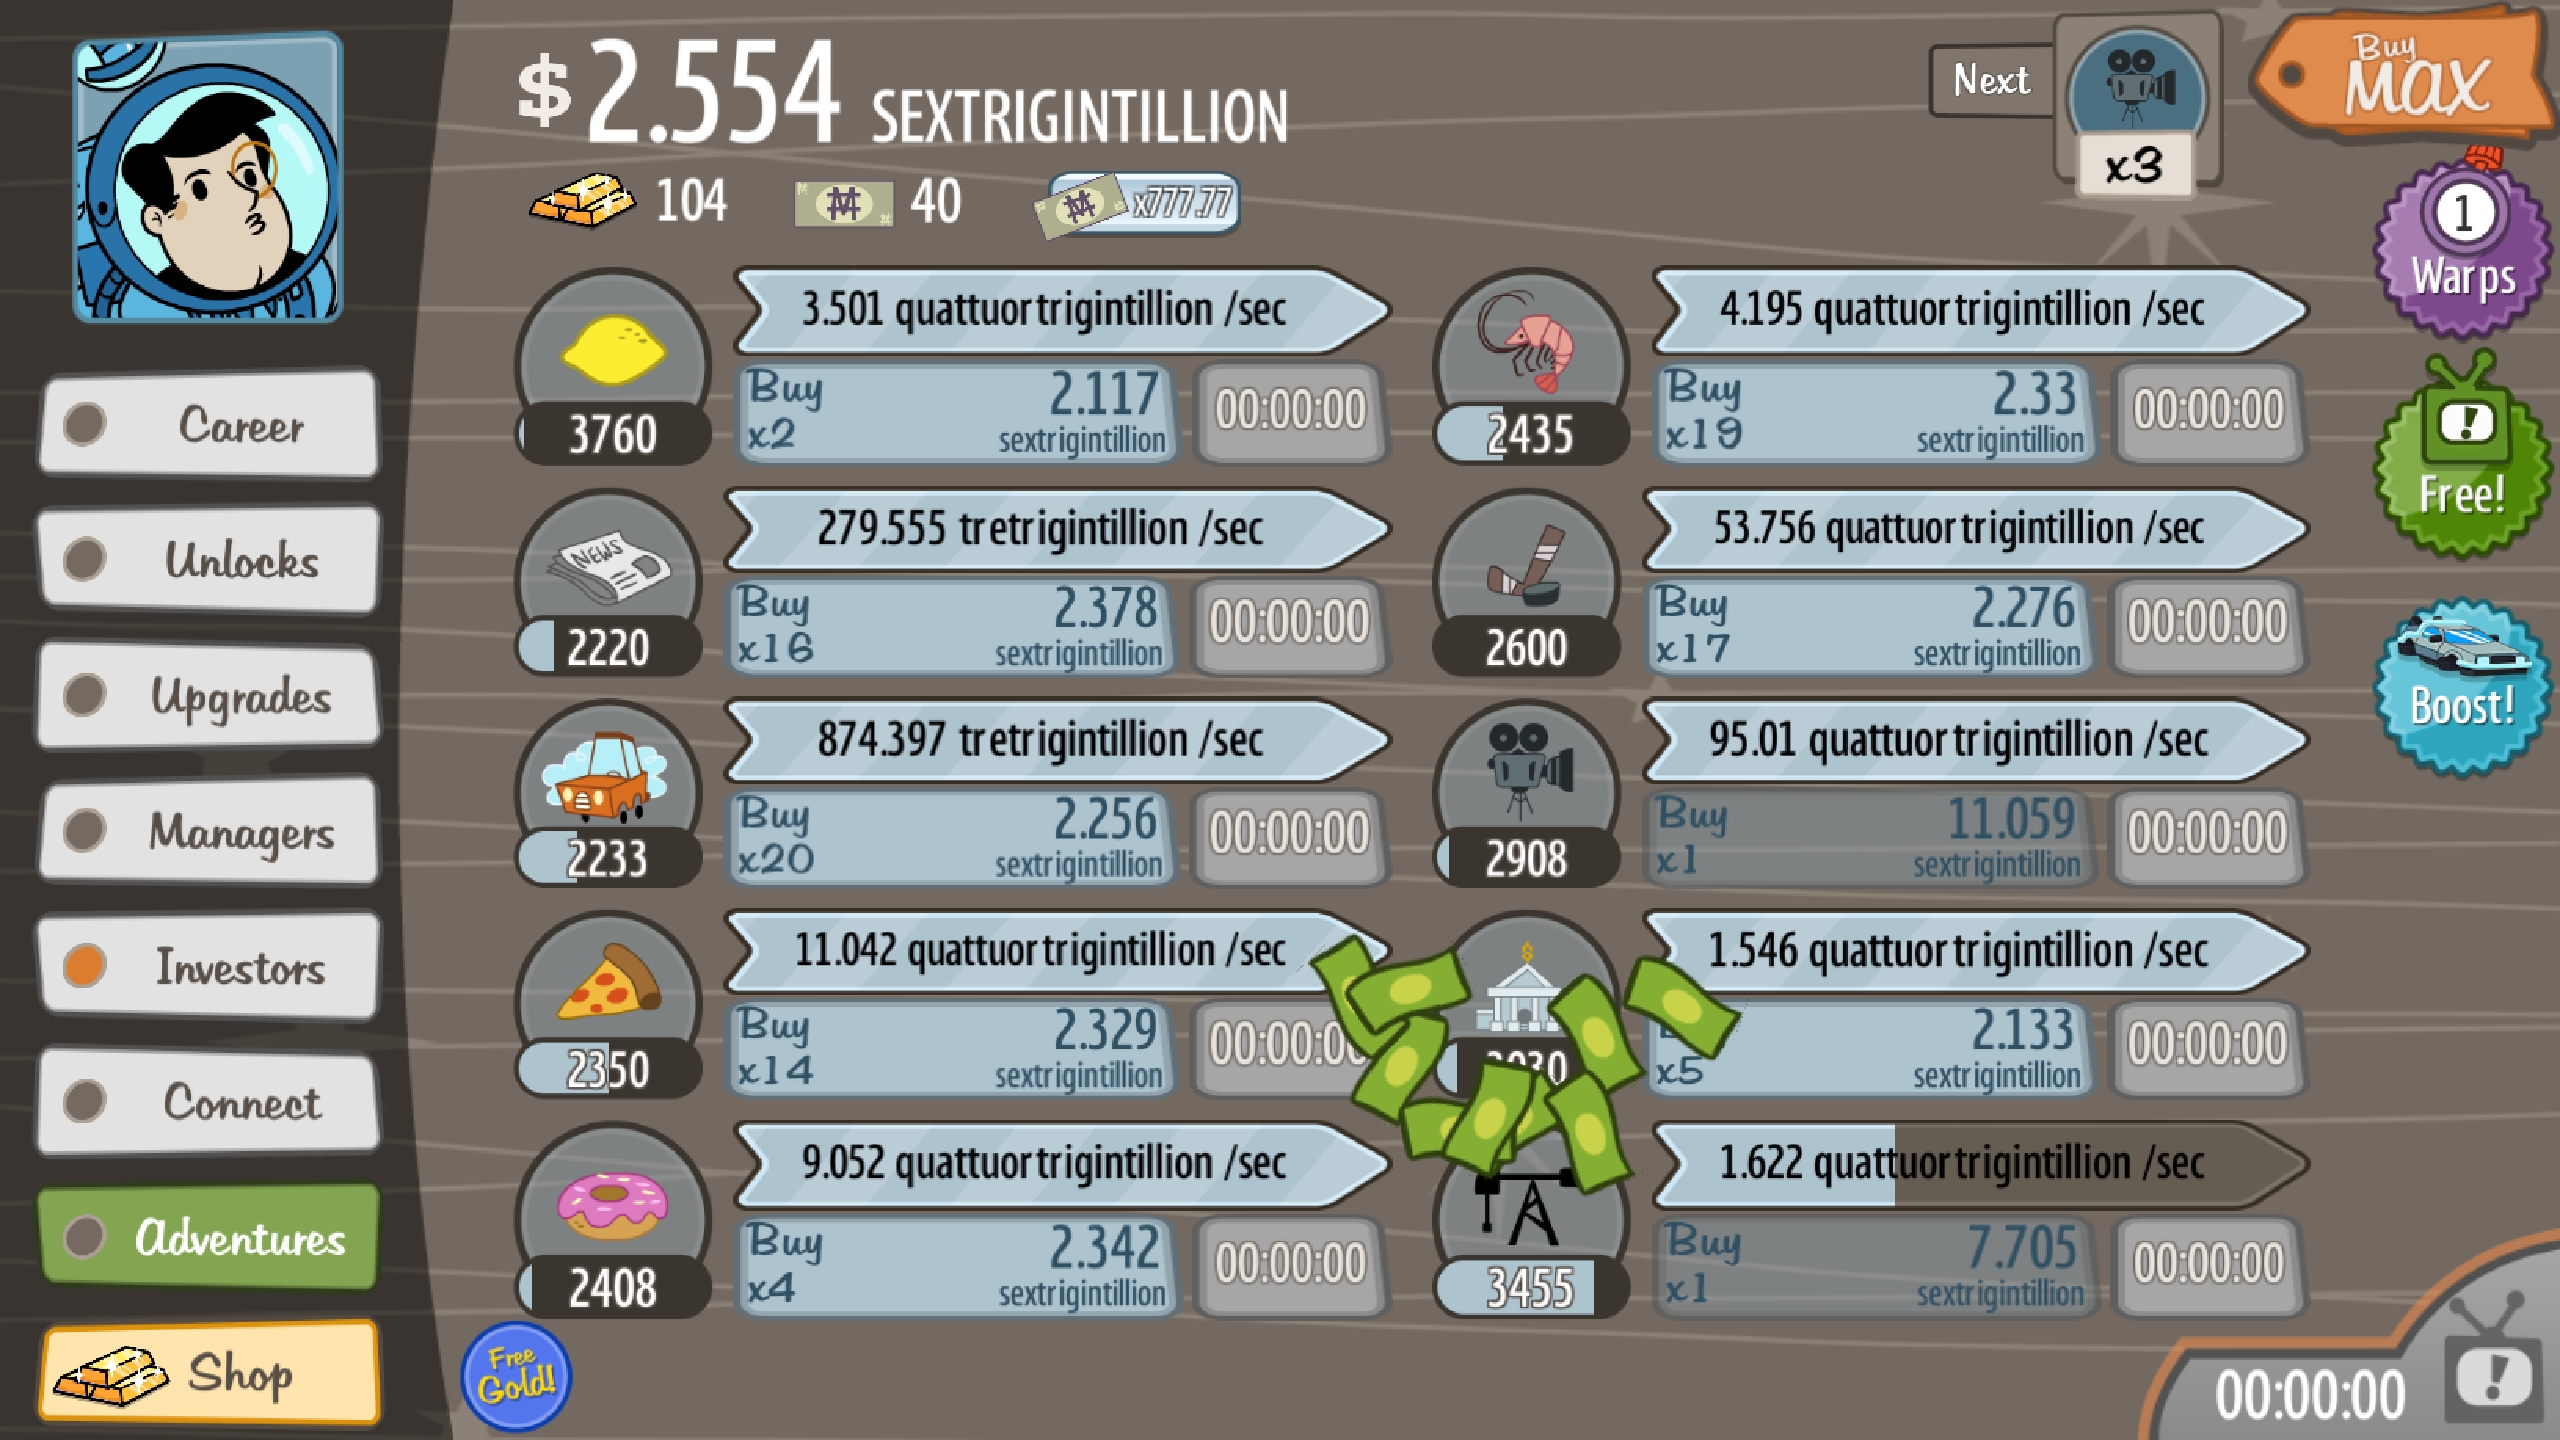 $ 2.554 SEXTRIGINTILLION
104 40 x777.77
Next
x3
Buy
MAX
1
Warps
Free!
Boost!
Career
Unlocks
Upgrades
Managers
Investors
Connect
Adventures
Shop
Free
Gold!
3.501 quattuortrigintillion /sec
3760
Buy 2.117
x2 sextrigintillion
00:00:00
4.195 quattuortrigintillion /sec
2435
Buy 2.33
x19 sextrigintillion
00:00:00
NEWS
279.555 tretrigintillion /sec
2220
Buy 2.378
x16 sextrigintillion
00:00:00
53.756 quattuortrigintillion /sec
2600
Buy 2.276
x17 sextrigintillion
00:00:00
874.397 tretrigintillion /sec
2233
Buy 2.256
x20 sextrigintillion
00:00:00
95.01 quattuortrigintillion /sec
2908
Buy 11.059
x1 sextrigintillion
00:00:00
11.042 quattuortrigintillion /sec
2350
Buy 2.329
x14 sextrigintillion
00:00:00
1.546 quattuortrigintillion /sec
2.133
x5 sextrigintillion
00:00:00
9.052 quattuortrigintillion /sec
2408
Buy 2.342
x4 sextrigintillion
00:00:00
1.622 quattuortrigintillion /sec
3455
Buy 7.705
x1 sextrigintillion
00:00:00
00:00:00